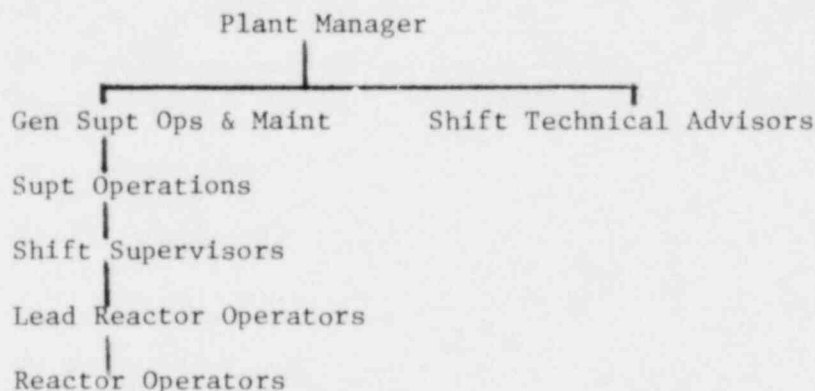 Plant Manager
Gen Supt Ops & Maint Shift Technical Advisors
Supt Operations
Shift Supervisors
Lead Reactor Operators
Reactor Operators